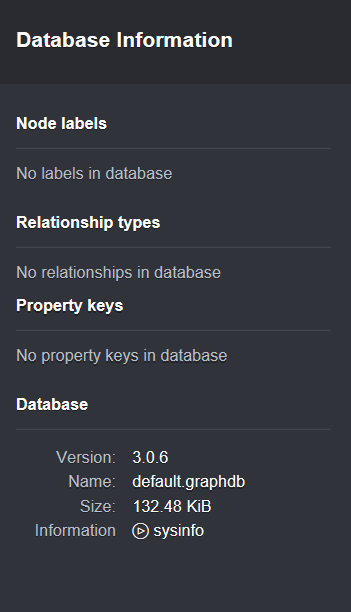 Database Information
Node labels
No labels in database
Relationship types
No relationships in database
Property keys
No property keys in database
Database
Version: 3.0.6
Name: default.graphdb
Size: 132.48 KiB
Information sysinfo